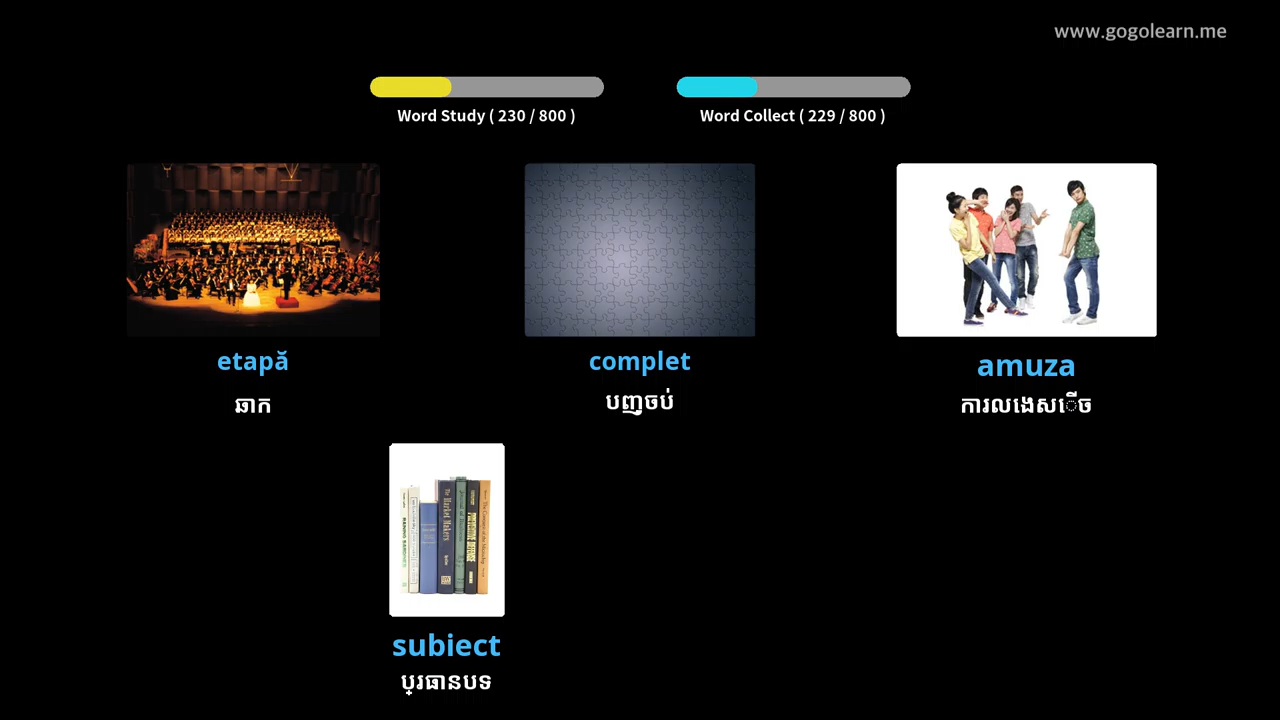 www.gogolearn.me
Word Study ( 230 / 800 )
Word Collect ( 229 / 800 )
etapă
complet
amuza
ឆាក
បញ្ចប់
ការលងេសើច
subiect
ប្រធានបទ